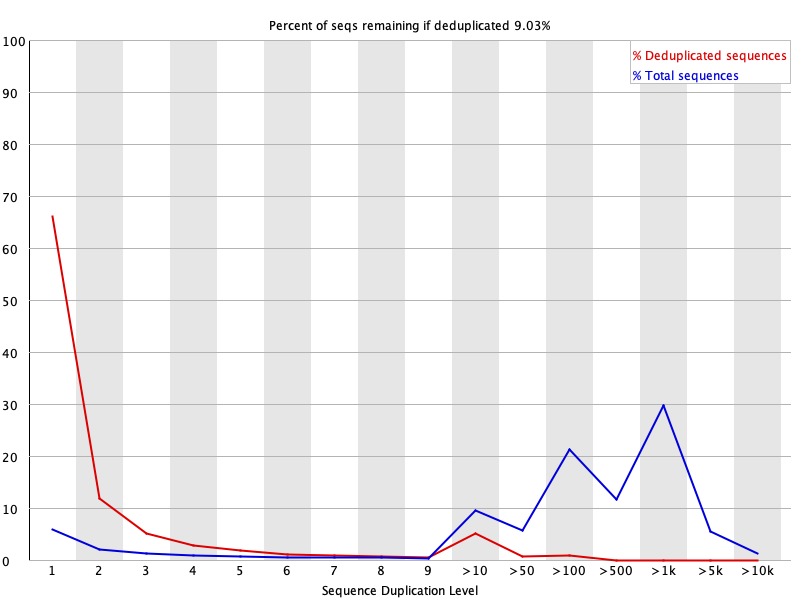 Percent of seqs remaining if deduplicated 9.03%
% Deduplicated sequences
% Total sequences
100
90
80
70
60
50
40
30
20
10
0
1 2 3 4 5 6 7 8 9 >10 >50 >100 >500 >1k >5k >10k
Sequence Duplication Level